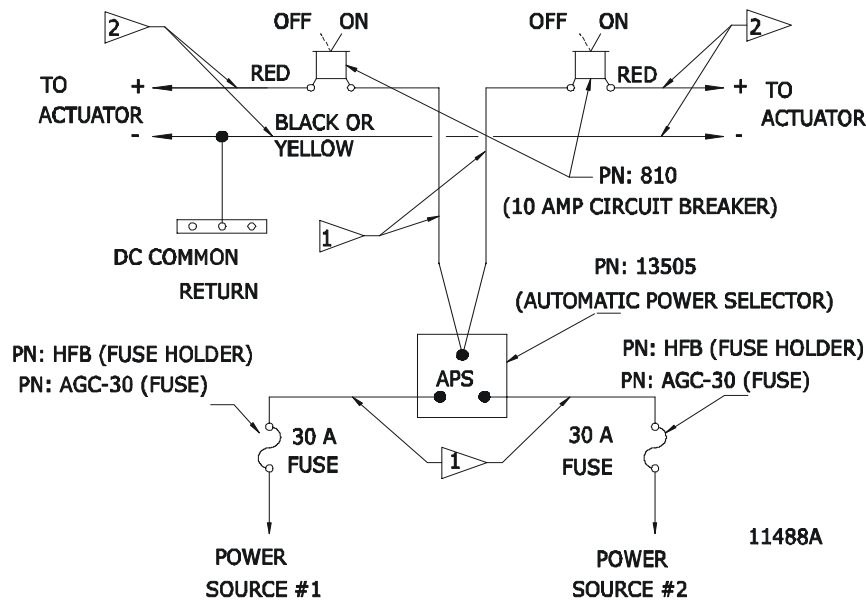 2
OFF ON
OFF ON
2
TO
ACTUATOR
+
-
RED
RED
+
-
TO
ACTUATOR
BLACK OR
YELLOW
PN: 810
(10 AMP CIRCUIT BREAKER)
1
DC COMMON
RETURN
PN: 13505
(AUTOMATIC POWER SELECTOR)
PN: HFB (FUSE HOLDER)
PN: AGC-30 (FUSE)
APS
PN: HFB (FUSE HOLDER)
PN: AGC-30 (FUSE)
30 A
FUSE
1
30 A
FUSE
POWER
SOURCE #1
POWER
SOURCE #2
11488A